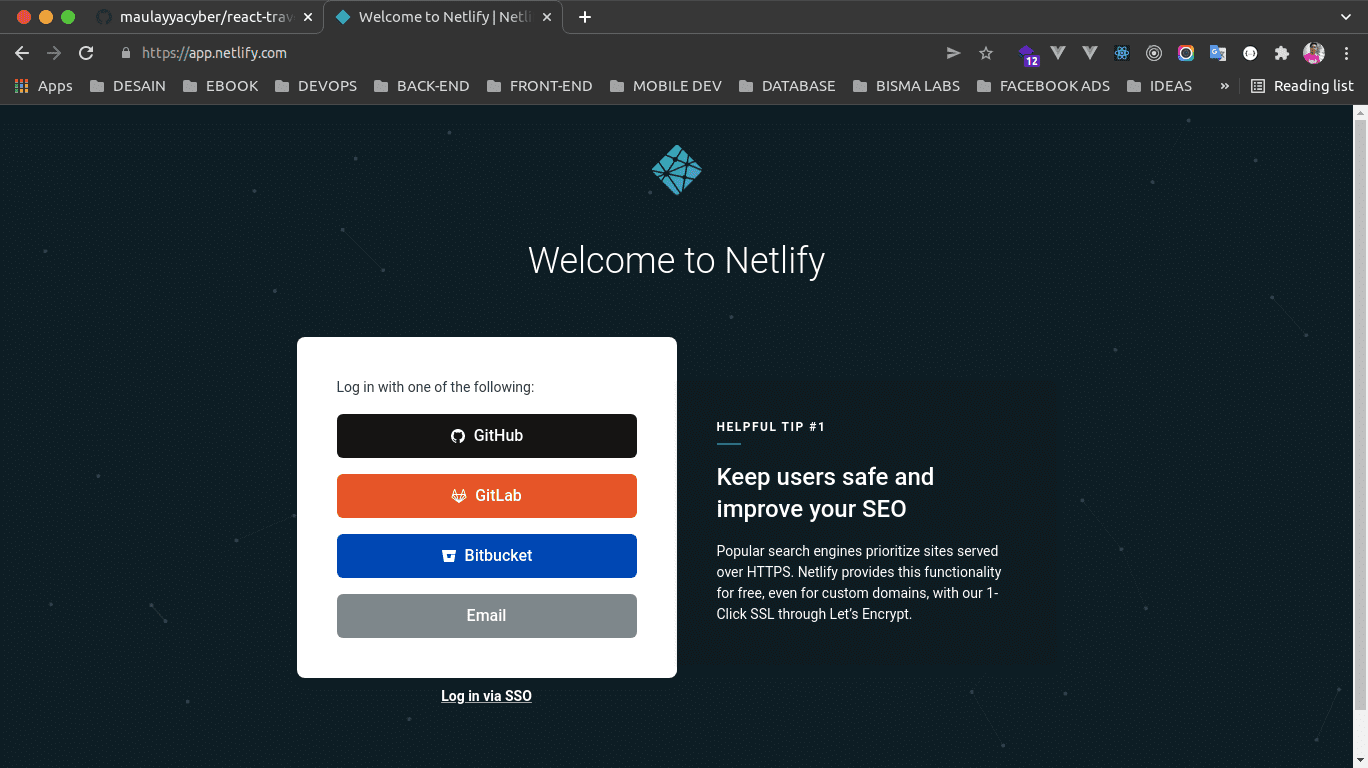 maulayyacyber/react-trav
Welcome to Netlify | Netli
https://app.netlify.com
12
Apps
DESAIN
EBOOK
DEVOPS
BACK-END
FRONT-END
MOBILE DEV
DATABASE
BISMA LABS
FACEBOOK ADS
IDEAS
»
Reading list
Welcome to Netlify
Log in with one of the following:
GitHub
GitLab
Bitbucket
Email
Log in via SSO
HELPFUL TIP #1
Keep users safe and
improve your SEO
Popular search engines prioritize sites served
over HTTPS. Netlify provides this functionality
for free, even for custom domains, with our 1-
Click SSL through Let’s Encrypt.